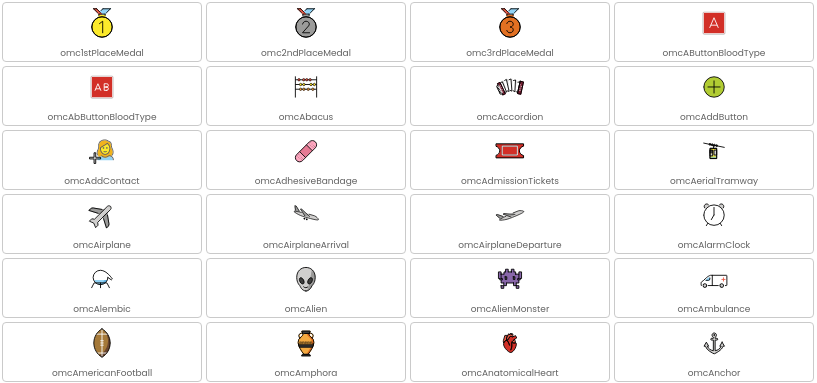 1
2
3
A
omc1stPlaceMedal
omc2ndPlaceMedal
omc3rdPlaceMedal
omcAButtonBloodType
AB
omcAbButtonBloodType
omcAbacus
omcAccordion
omcAddButton
omcAddContact
omcAdhesiveBandage
omcAdmissionTickets
omcAerialTramway
omcAirplane
omcAirplaneArrival
omcAirplaneDeparture
omcAlarmClock
omcAlembic
omcAlien
omcAlienMonster
omcAmbulance
omcAmericanFootball
omcAmphora
omcAnatomicalHeart
omcAnchor